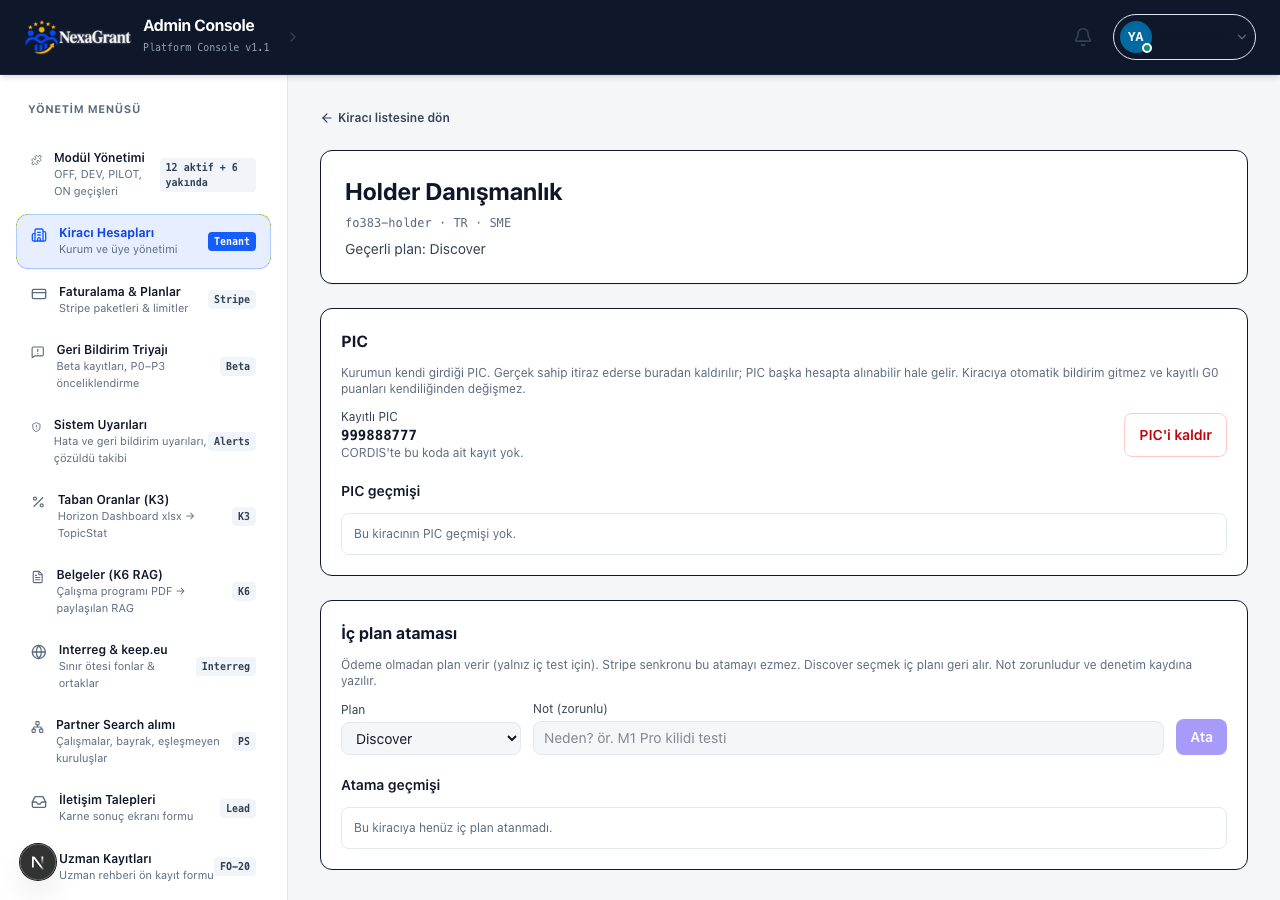 NexaGrant
Admin Console
Platform Console v1.1
YA
YÖNETİM MENÜSÜ
Modül Yönetimi
OFF, DEV, PILOT,
ON geçişleri
12 aktif + 6
yakında
Kiracı Hesapları
Kurum ve üye yönetimi
Tenant
Faturalama & Planlar
Stripe paketleri & limitler
Stripe
Geri Bildirim Triyajı
Beta kayıtları, P0–P3
önceliklendirme
Beta
Sistem Uyarıları
Hata ve geri bildirim uyarıları,
çözüldü takibi
Alerts
Taban Oranlar (K3)
Horizon Dashboard xlsx →
TopicStat
K3
Belgeler (K6 RAG)
Çalışma programı PDF →
paylaşılan RAG
K6
Interreg & keep.eu
Sınır ötesi fonlar &
ortaklar
Interreg
Partner Search alımı
Çalışmalar, bayrak, eşleşmeyen
kuruluşlar
PS
İletişim Talepleri
Karne sonuç ekranı formu
Lead
N
Uzman Kayıtları
Uzman rehberi ön kayıt formu
FO-20
← Kiracı listesine dön
Holder Danışmanlık
fo383-holder · TR · SME
Geçerli plan: Discover
PIC
Kurumun kendi girdiği PIC. Gerçek sahip itiraz ederse buradan kaldırılır; PIC başka hesapta alınabilir hale gelir. Kiracıya otomatik bildirim gitmez ve kayıtlı G0
puanları kendiliğinden değişmez.
Kayıtlı PIC
999888777
CORDIS'te bu koda ait kayıt yok.
PIC'i kaldır
PIC geçmişi
Bu kiracının PIC geçmişi yok.
İç plan ataması
Ödeme olmadan plan verir (yalnız iç test için). Stripe senkronu bu atamayı ezmez. Discover seçmek iç planı geri alır. Not zorunludur ve denetim kaydına
yazılır.
Plan
Not (zorunlu)
Discover
Neden? ör. M1 Pro kilidi testi
Ata
Atama geçmişi
Bu kiracıya henüz iç plan atanmadı.